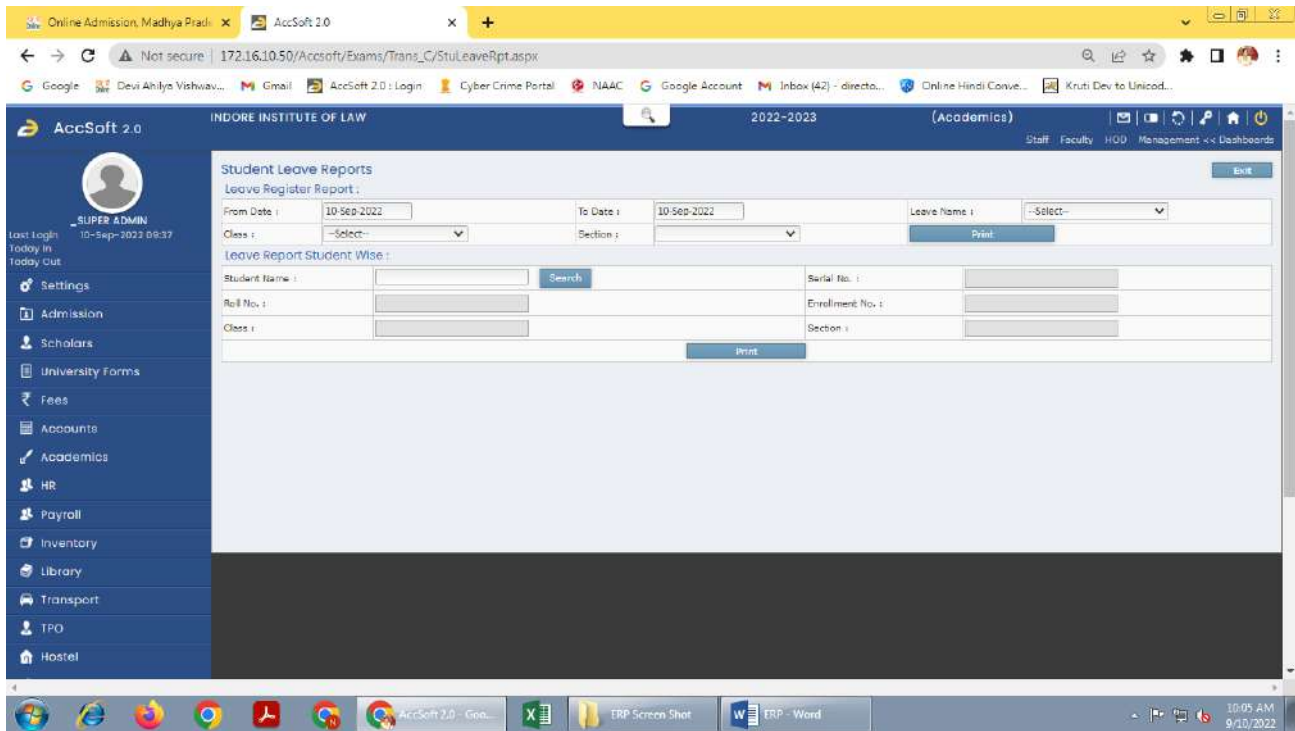 Online Admission, Madhya Prade
AccSoft 2.0
Not secure
172.16.10.50/Accsoft/Exams/Trans_C/StuLeaveRpt.aspx
Google
Devi Ahilya Vishwav...
Gmail
AccSoft 2.0 : Login
Cyber Crime Portal
NAAC
Google Account
Inbox (42) - directo...
Online Hindi Conve...
Kruti Dev to Unicod...
AccSoft 2.0
INDORE INSTITUTE OF LAW
2022-2023
(Academics)
Staff Faculty HOD Management << Dashboards
_SUPER ADMIN
Last Login 10-Sep-2022 09:37
Today In
Today Out
Settings
Admission
Scholars
University Forms
Fees
Accounts
Academics
HR
Payroll
Inventory
Library
Transport
TPO
Hostel
Student Leave Reports
Exit
Leave Register Report :
From Date : 10-Sep-2022 To Date : 10-Sep-2022 Leave Name : --Select--
Class : --Select-- Section : Print
Leave Report Student Wise :
Student Name : Search Serial No. :
Roll No. : Enrollment No. :
Class : Section :
Print
AccSoft 2.0 - Goo...
ERP Screen Shot
ERP - Word
10:05 AM
9/10/2022